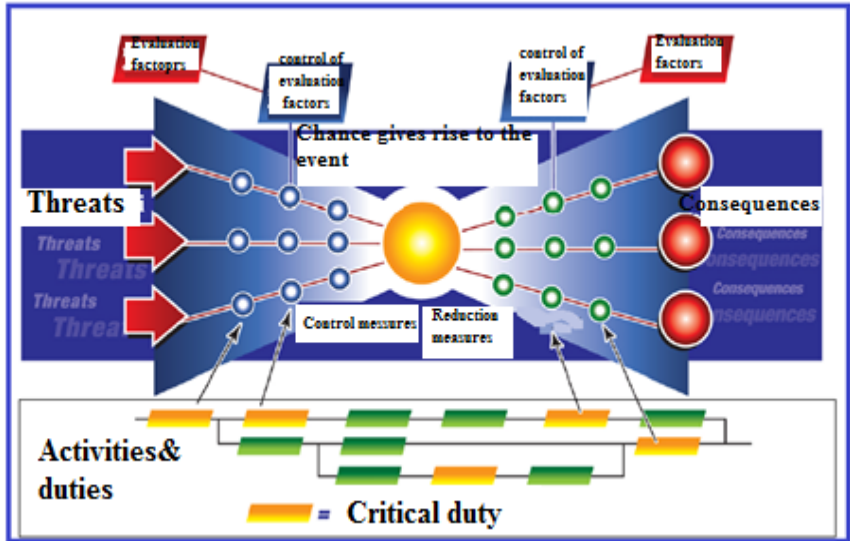 Evaluation
factoprs
control of
evaluation
factors
control of
evaluation
factors
Evaluation
factors
Chance gives rise to the
event
Threats
Consequences
Threats
Threats
Threats
Threats
Consequences
Consequences
Consequences
Consequences
Control messures
Reduction
measures
Activities&
duties
= Critical duty